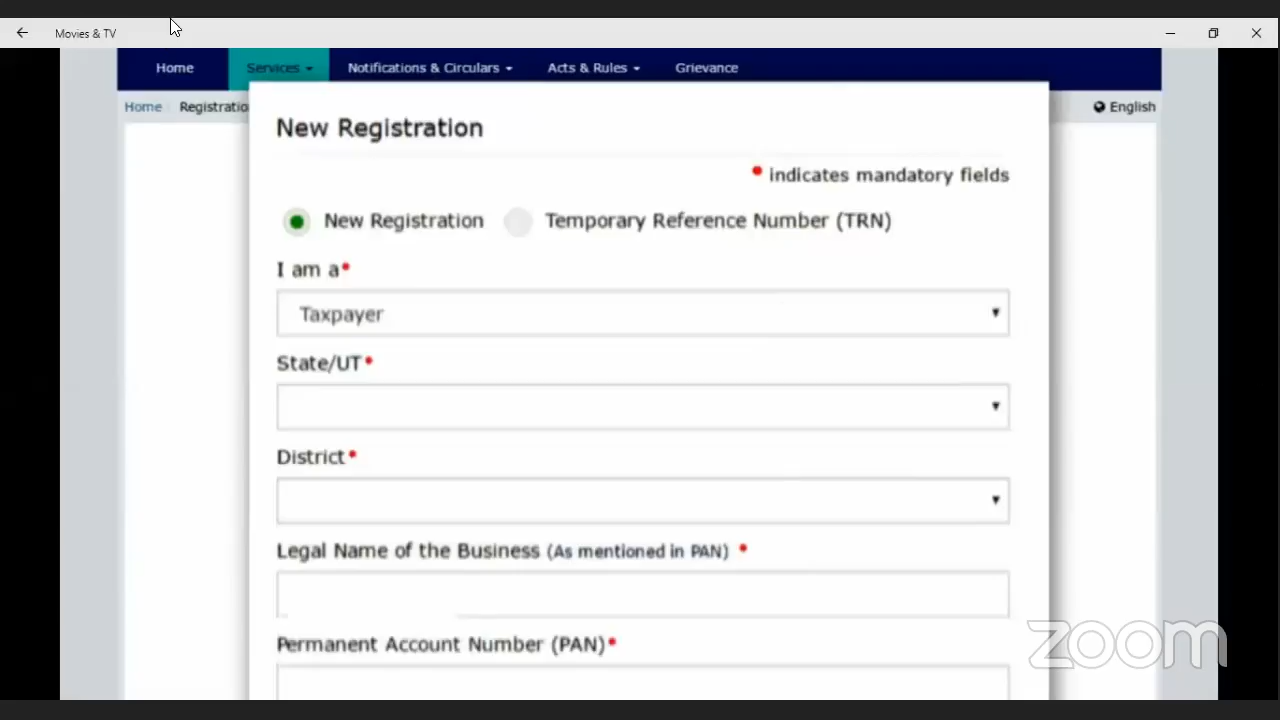 Movies & TV
Home Services Notifications & Circulars Acts & Rules Grievance
Home Registratio English
New Registration
• indicates mandatory fields
New Registration Temporary Reference Number (TRN)
I am a•
Taxpayer
State/UT•
District•
Legal Name of the Business (As mentioned in PAN) •
Permanent Account Number (PAN)•
zoom